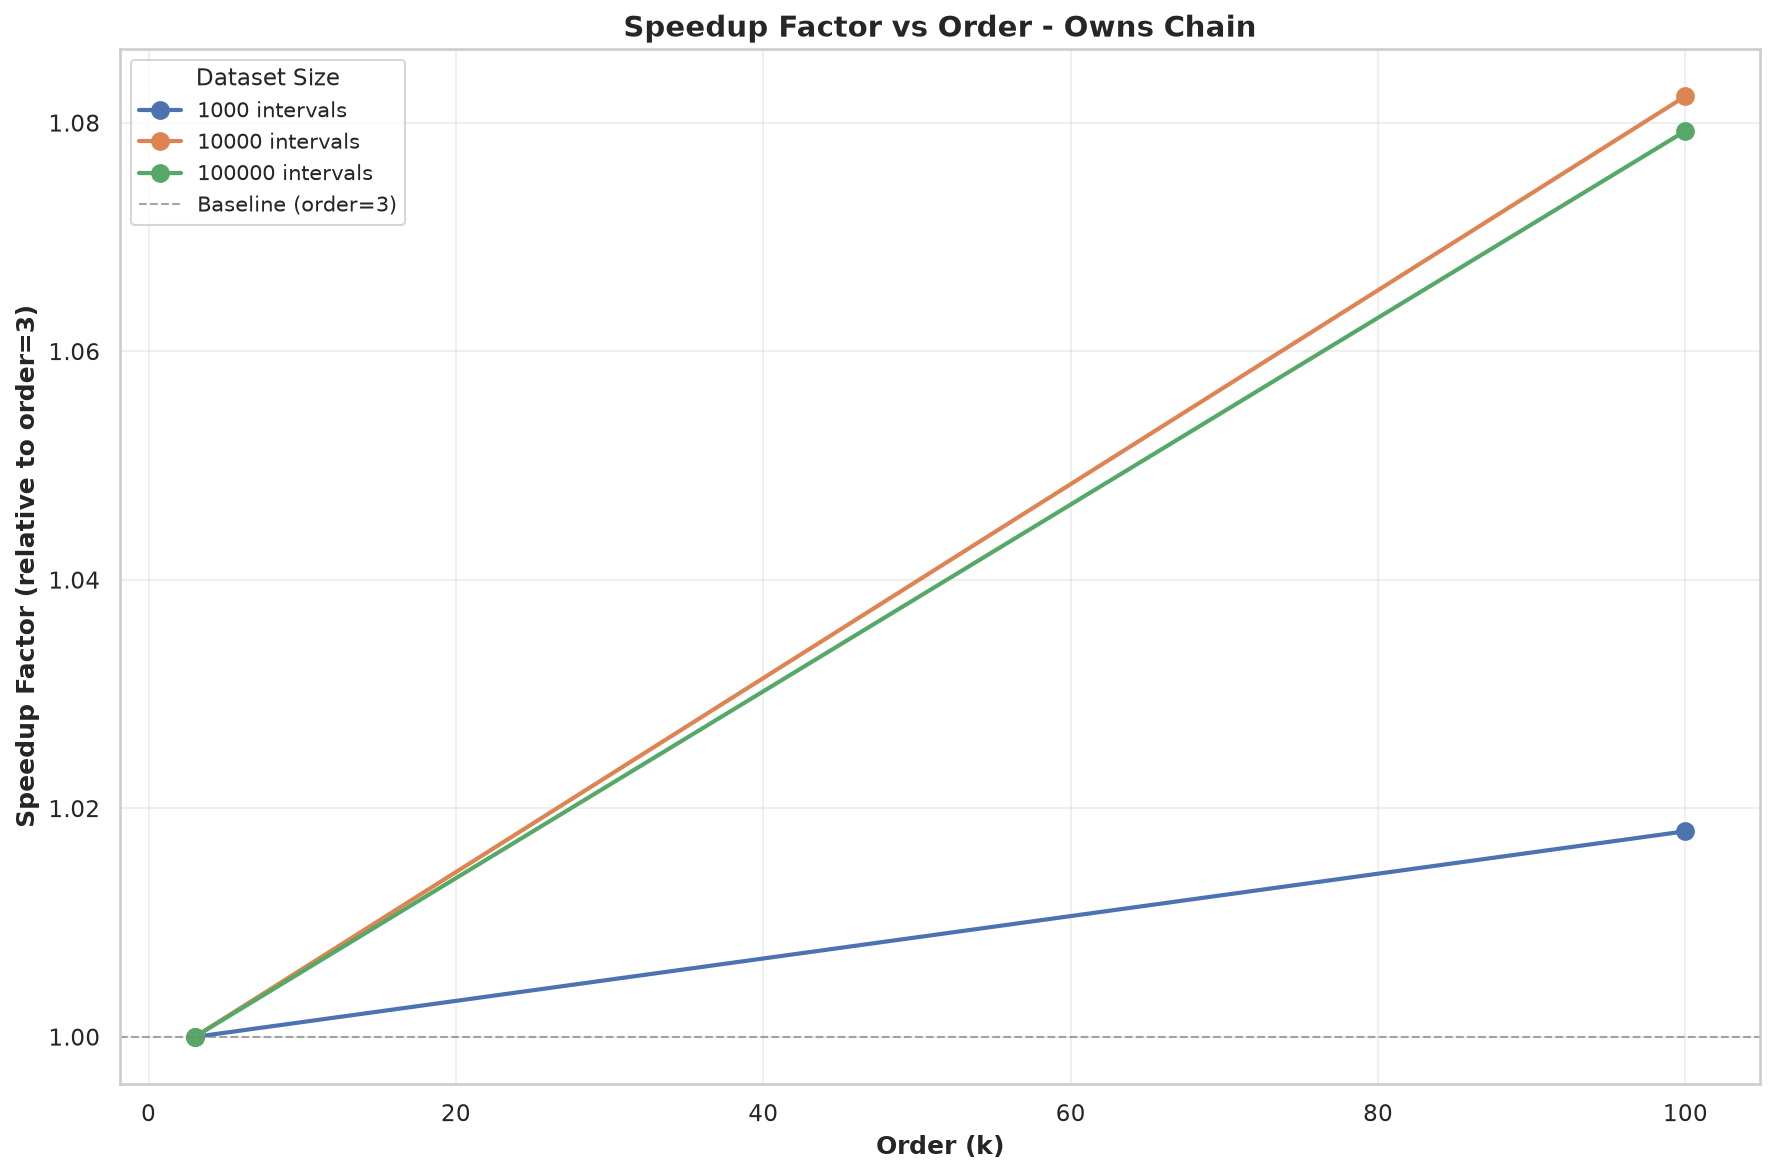 Speedup Factor vs Order - Owns Chain
Dataset Size
1000 intervals
10000 intervals
100000 intervals
Baseline (order=3)
Speedup Factor (relative to order=3)
1.08
1.06
1.04
1.02
1.00
0 20 40 60 80 100
Order (k)